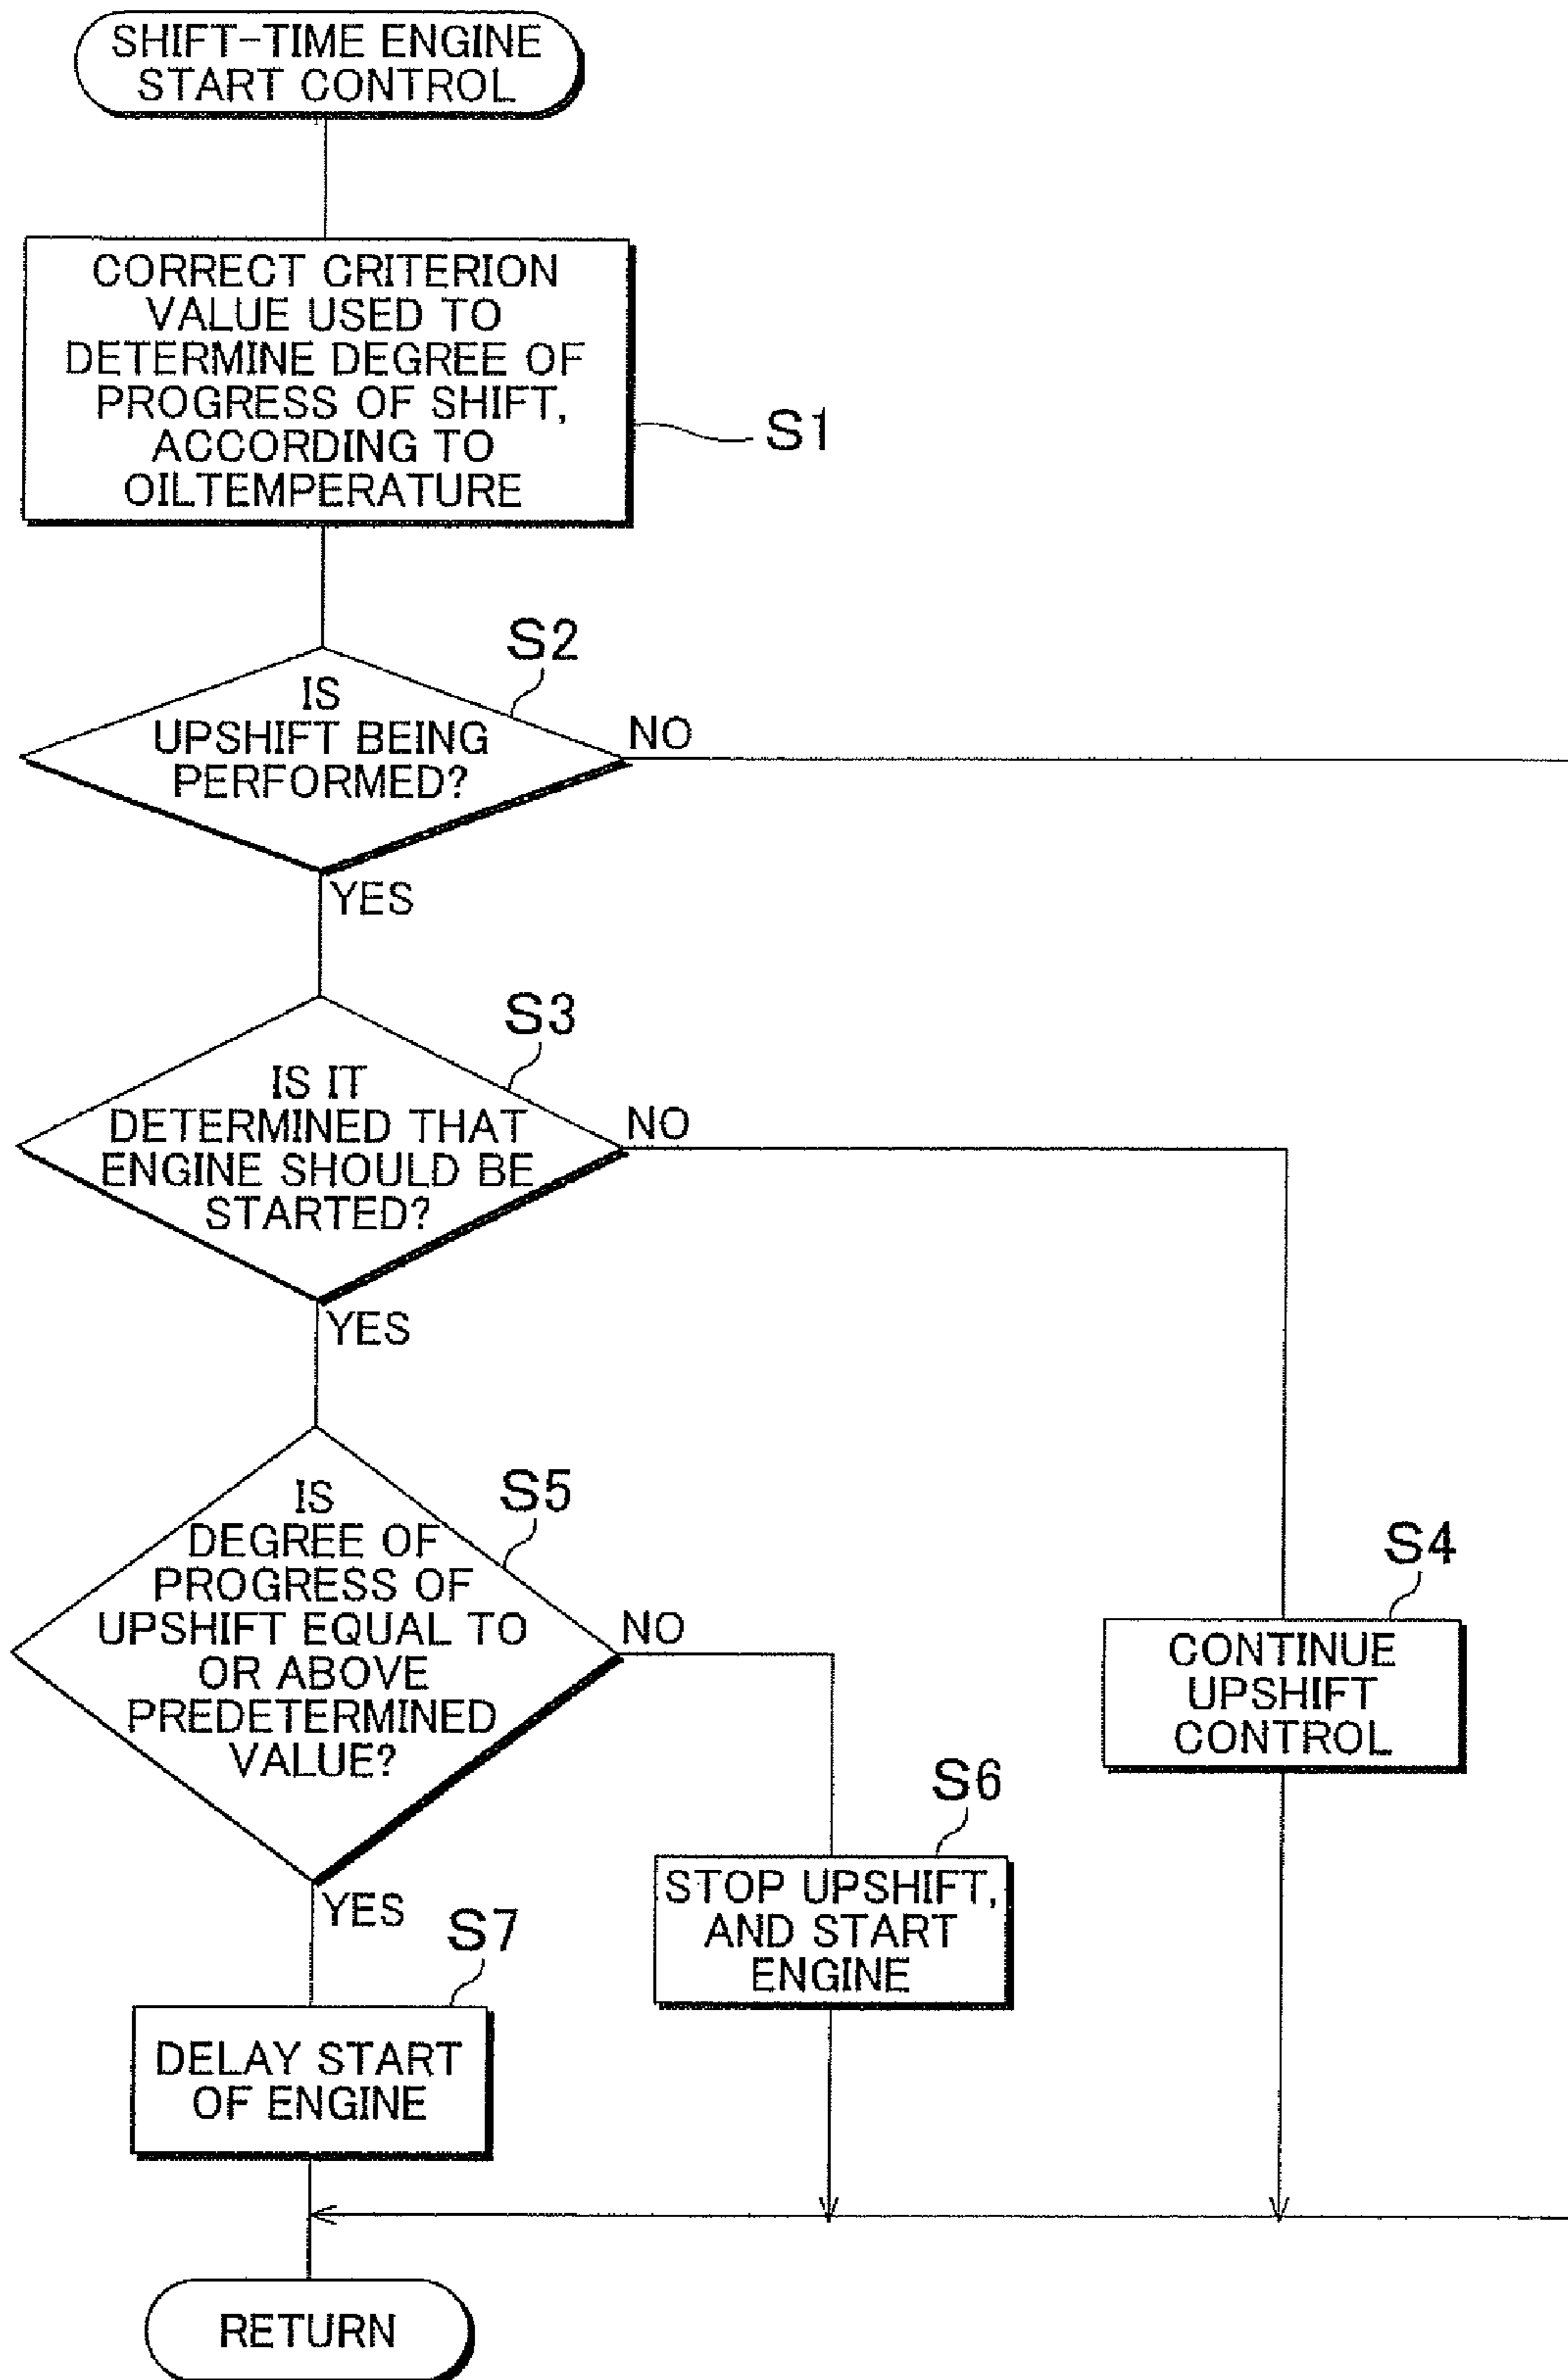 SHIFT-TIME ENGINE
START CONTROL
CORRECT CRITERION
VALUE USED TO
DETERMINE DEGREE OF
PROGRESS OF SHIFT,
ACCORDING TO
OILTEMPERATURE
S1
S2
IS
UPSHIFT BEING
PERFORMED?
NO
YES
S3
IS IT
DETERMINED THAT
ENGINE SHOULD BE
STARTED?
NO
YES
S5
IS
DEGREE OF
PROGRESS OF
UPSHIFT EQUAL TO
OR ABOVE
PREDETERMINED
VALUE?
NO
YES
S4
CONTINUE
UPSHIFT
CONTROL
S6
STOP UPSHIFT,
AND START
ENGINE
S7
DELAY START
OF ENGINE
RETURN